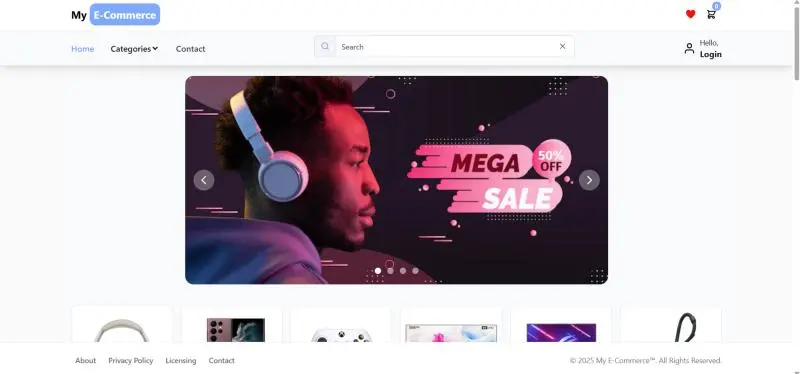 My E-Commerce
0
Home Categories Contact
Search
Hello,
Login
MEGA
50%
OFF
SALE
About Privacy Policy Licensing Contact
© 2025 My E-Commerce™. All Rights Reserved.